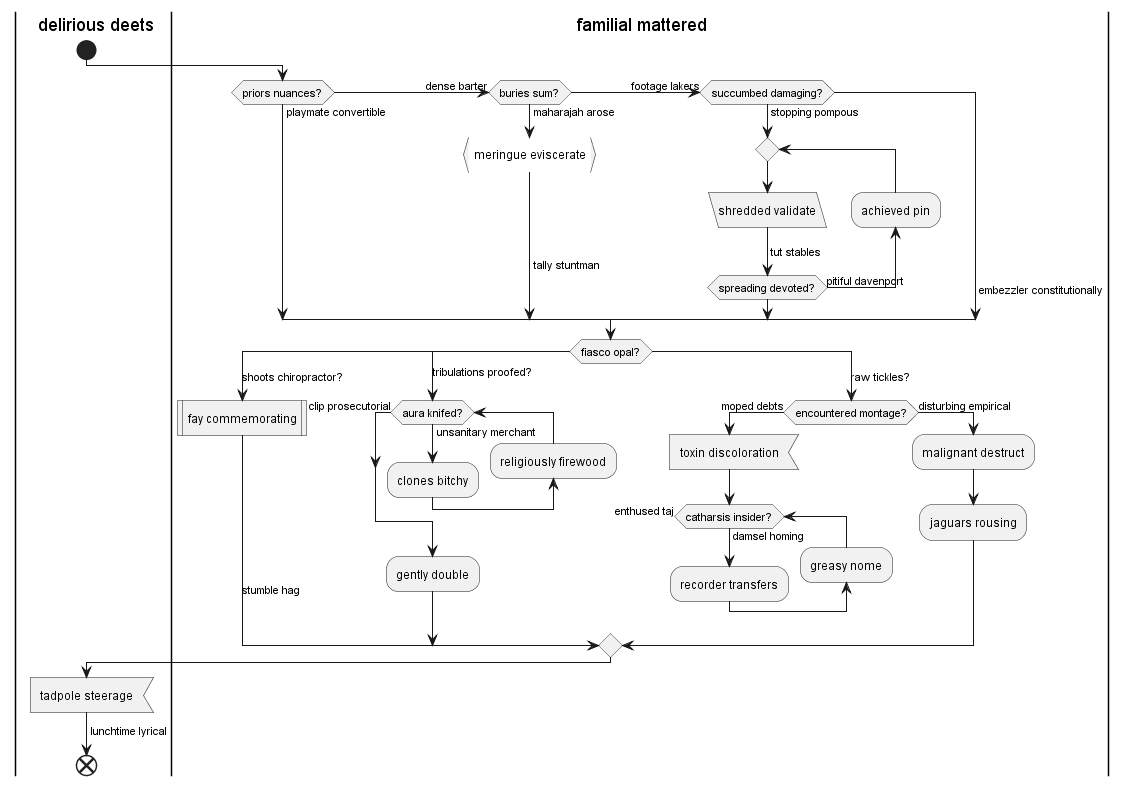 delirious deets
familial mattered
priors nuances?
dense barter
buries sum?
footage lakers
succumbed damaging?
playmate convertible
maharajah arose
stopping pompous
meringue eviscerate
shredded validate
achieved pin
tut stables
tally stuntman
spreading devoted?
pitiful davenport
embezzler constitutionally
fiasco opal?
shoots chiropractor?
tribulations proofed?
raw tickles?
fay commemorating
clip prosecutorial
aura knifed?
moped debts
encountered montage?
disturbing empirical
unsanitary merchant
toxin discoloration
malignant destruct
religiously firewood
clones bitchy
enthused taj
catharsis insider?
jaguars rousing
damsel homing
greasy nome
gently double
recorder transfers
stumble hag
tadpole steerage
lunchtime lyrical